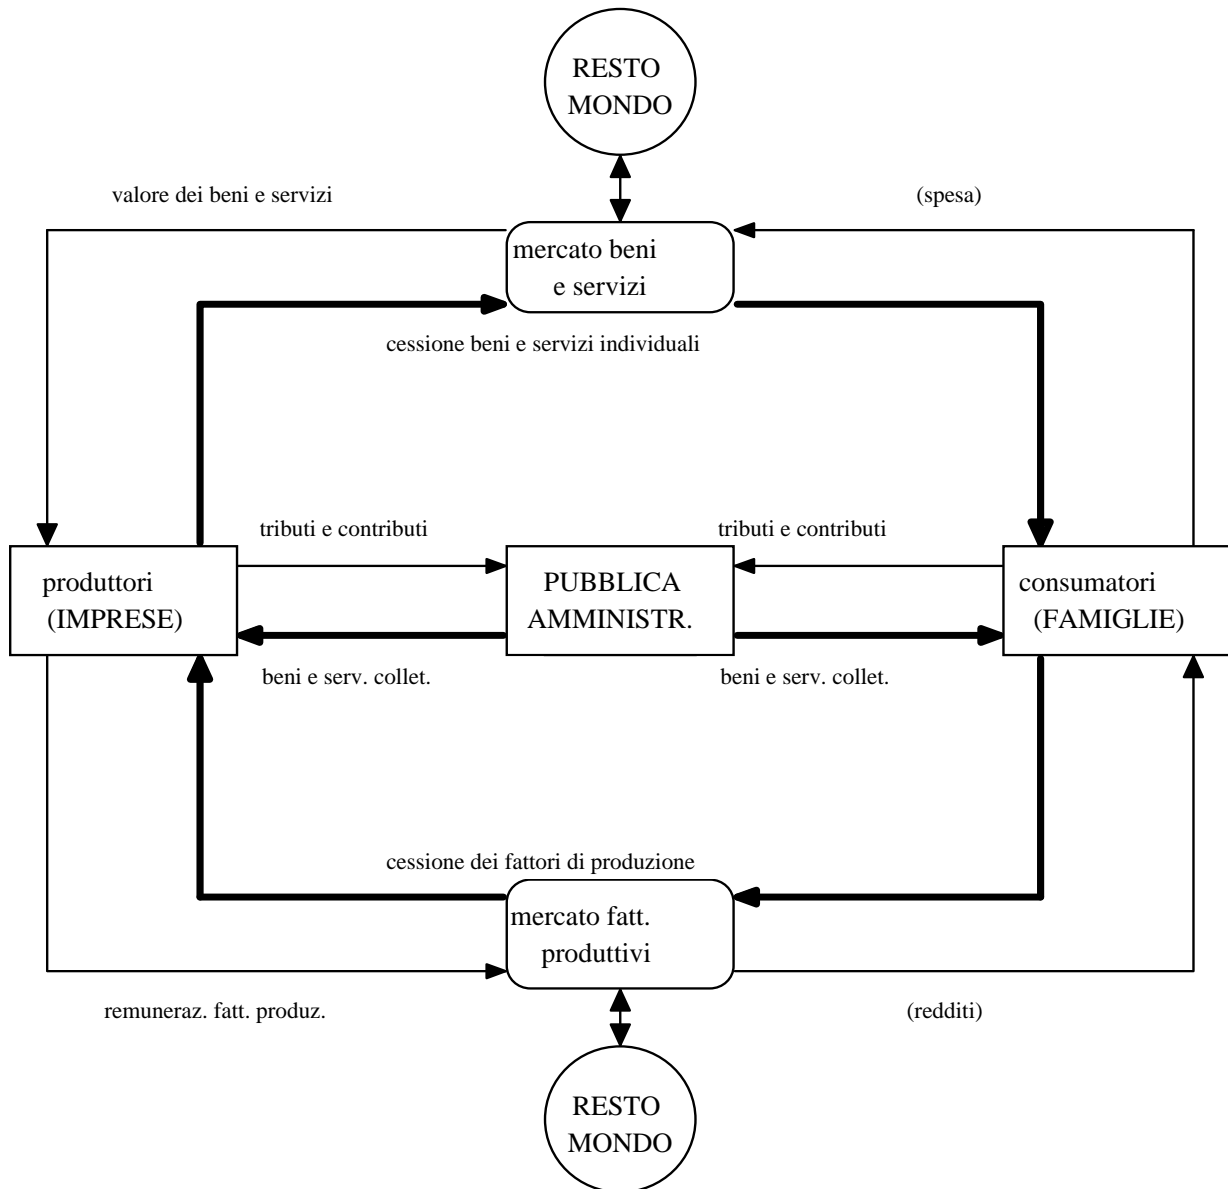 RESTO
MONDO
valore dei beni e servizi
(spesa)
mercato beni
e servizi
cessione beni e servizi individuali
tributi e contributi
tributi e contributi
produttori
(IMPRESE)
PUBBLICA
AMMINISTR.
consumatori
(FAMIGLIE)
beni e serv. collet.
beni e serv. collet.
cessione dei fattori di produzione
mercato fatt.
produttivi
remuneraz. fatt. produz.
(redditi)
RESTO
MONDO